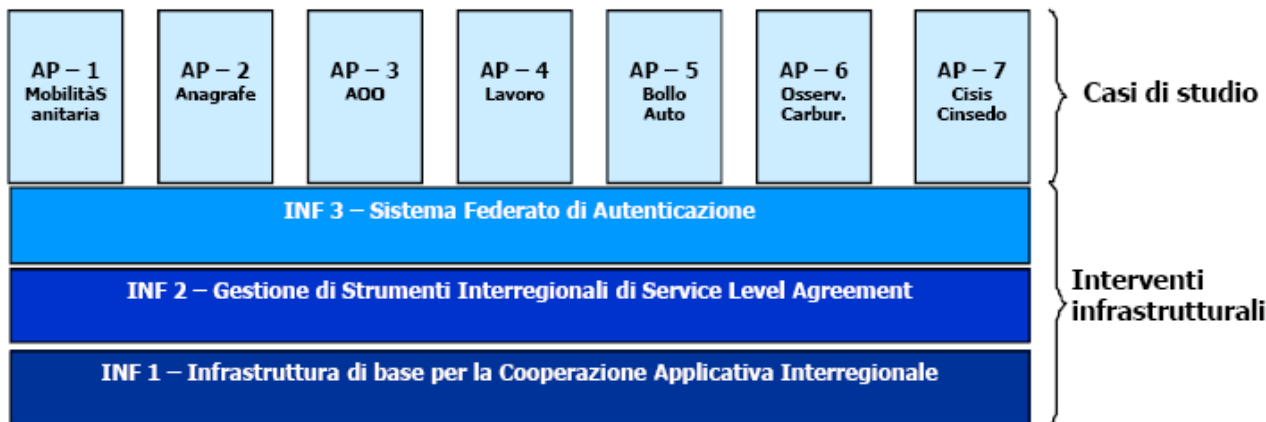 AP – 1
MobilitàS
anitaria
AP – 2
Anagrafe
AP – 3
AOO
AP – 4
Lavoro
AP – 5
Bollo
Auto
AP – 6
Osserv.
Carbur.
AP – 7
Cisis
Cinsedo
Casi di studio
INF 3 – Sistema Federato di Autenticazione
INF 2 – Gestione di Strumenti Interregionali di Service Level Agreement
INF 1 – Infrastruttura di base per la Cooperazione Applicativa Interregionale
Interventi
infrastrutturali